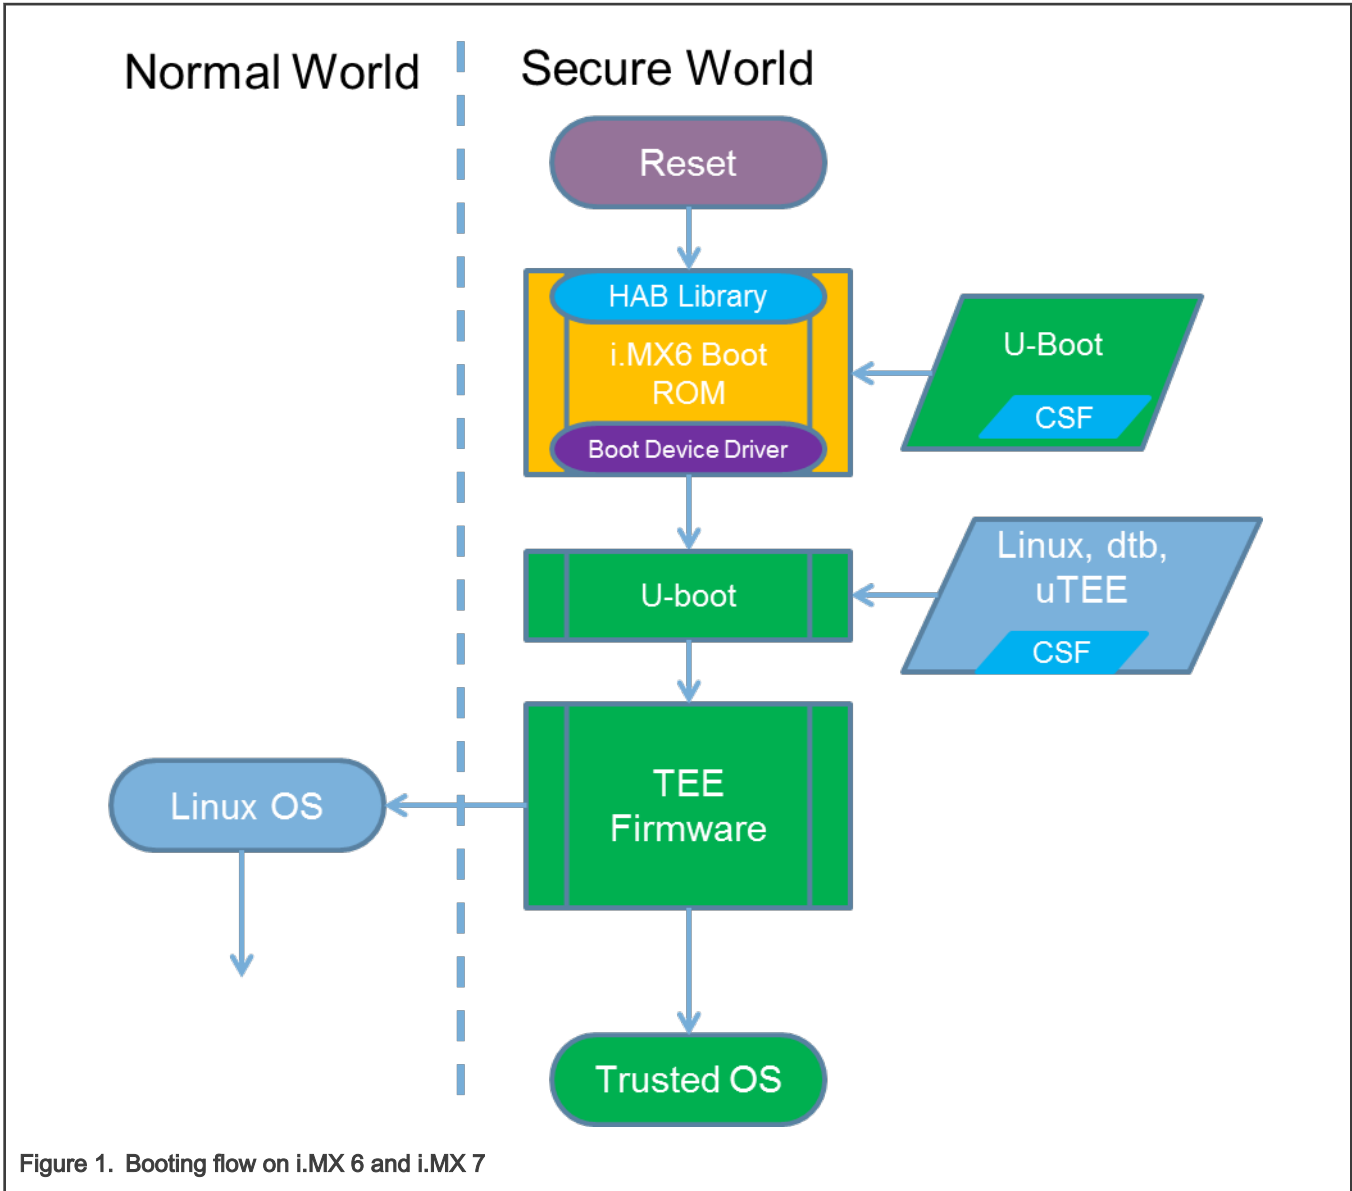 Normal World
Secure World
Reset
HAB Library
i.MX6 Boot
ROM
Boot Device Driver
U-Boot
CSF
U-boot
Linux, dtb,
uTEE
CSF
TEE
Firmware
Linux OS
Trusted OS
Figure 1. Booting flow on i.MX 6 and i.MX 7